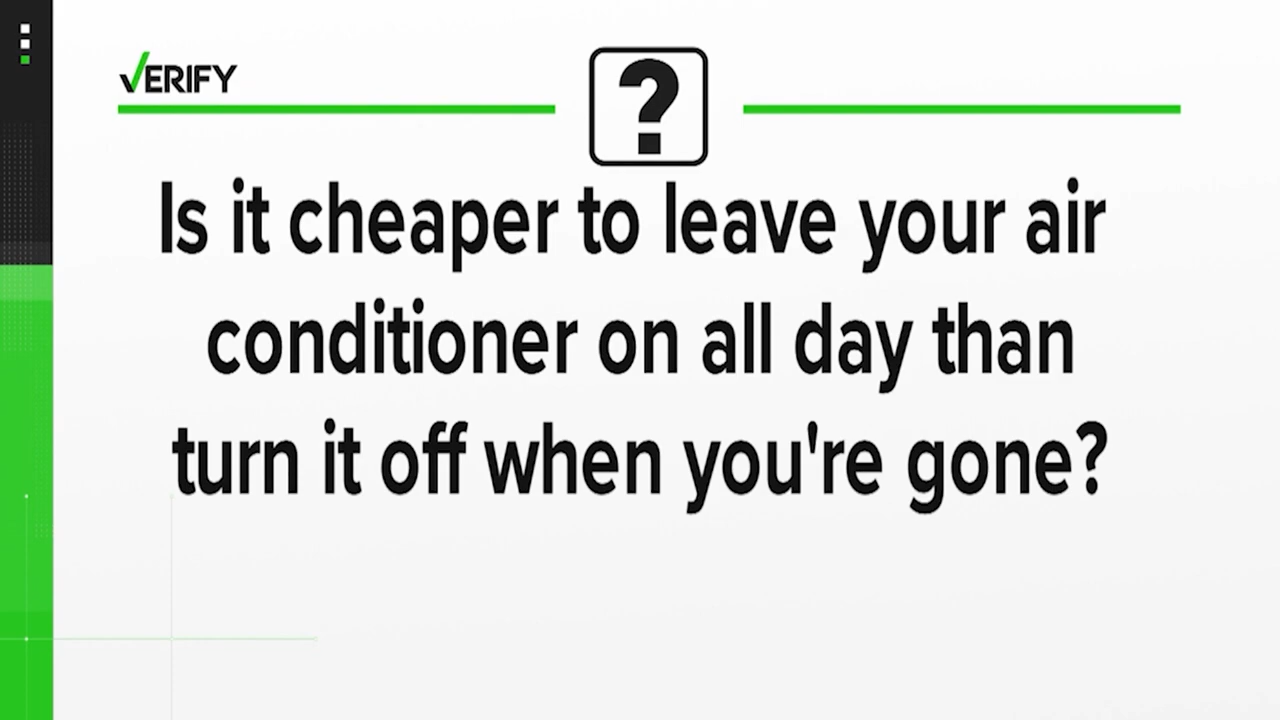 VERIFY
?
Is it cheaper to leave your air
conditioner on all day than
turn it off when you're gone?